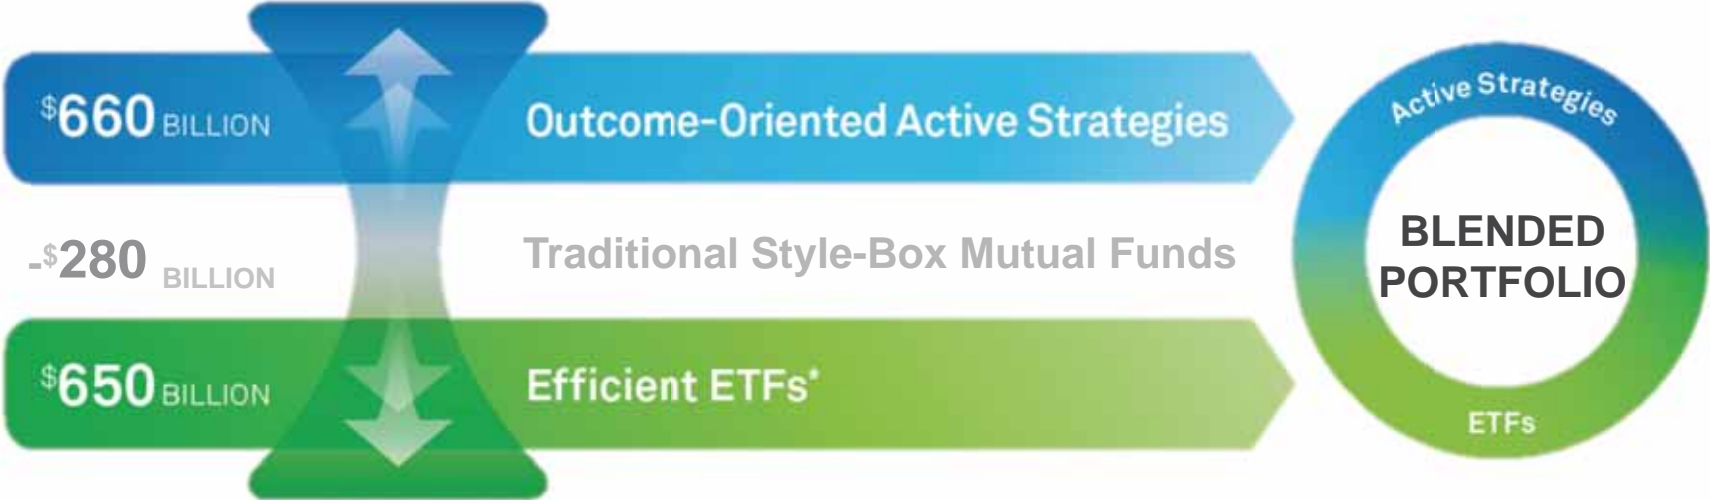 $660 BILLION Outcome-Oriented Active Strategies
-$280 BILLION Traditional Style-Box Mutual Funds
$650 BILLION Efficient ETFs*
Active Strategies
BLENDED
PORTFOLIO
ETFs